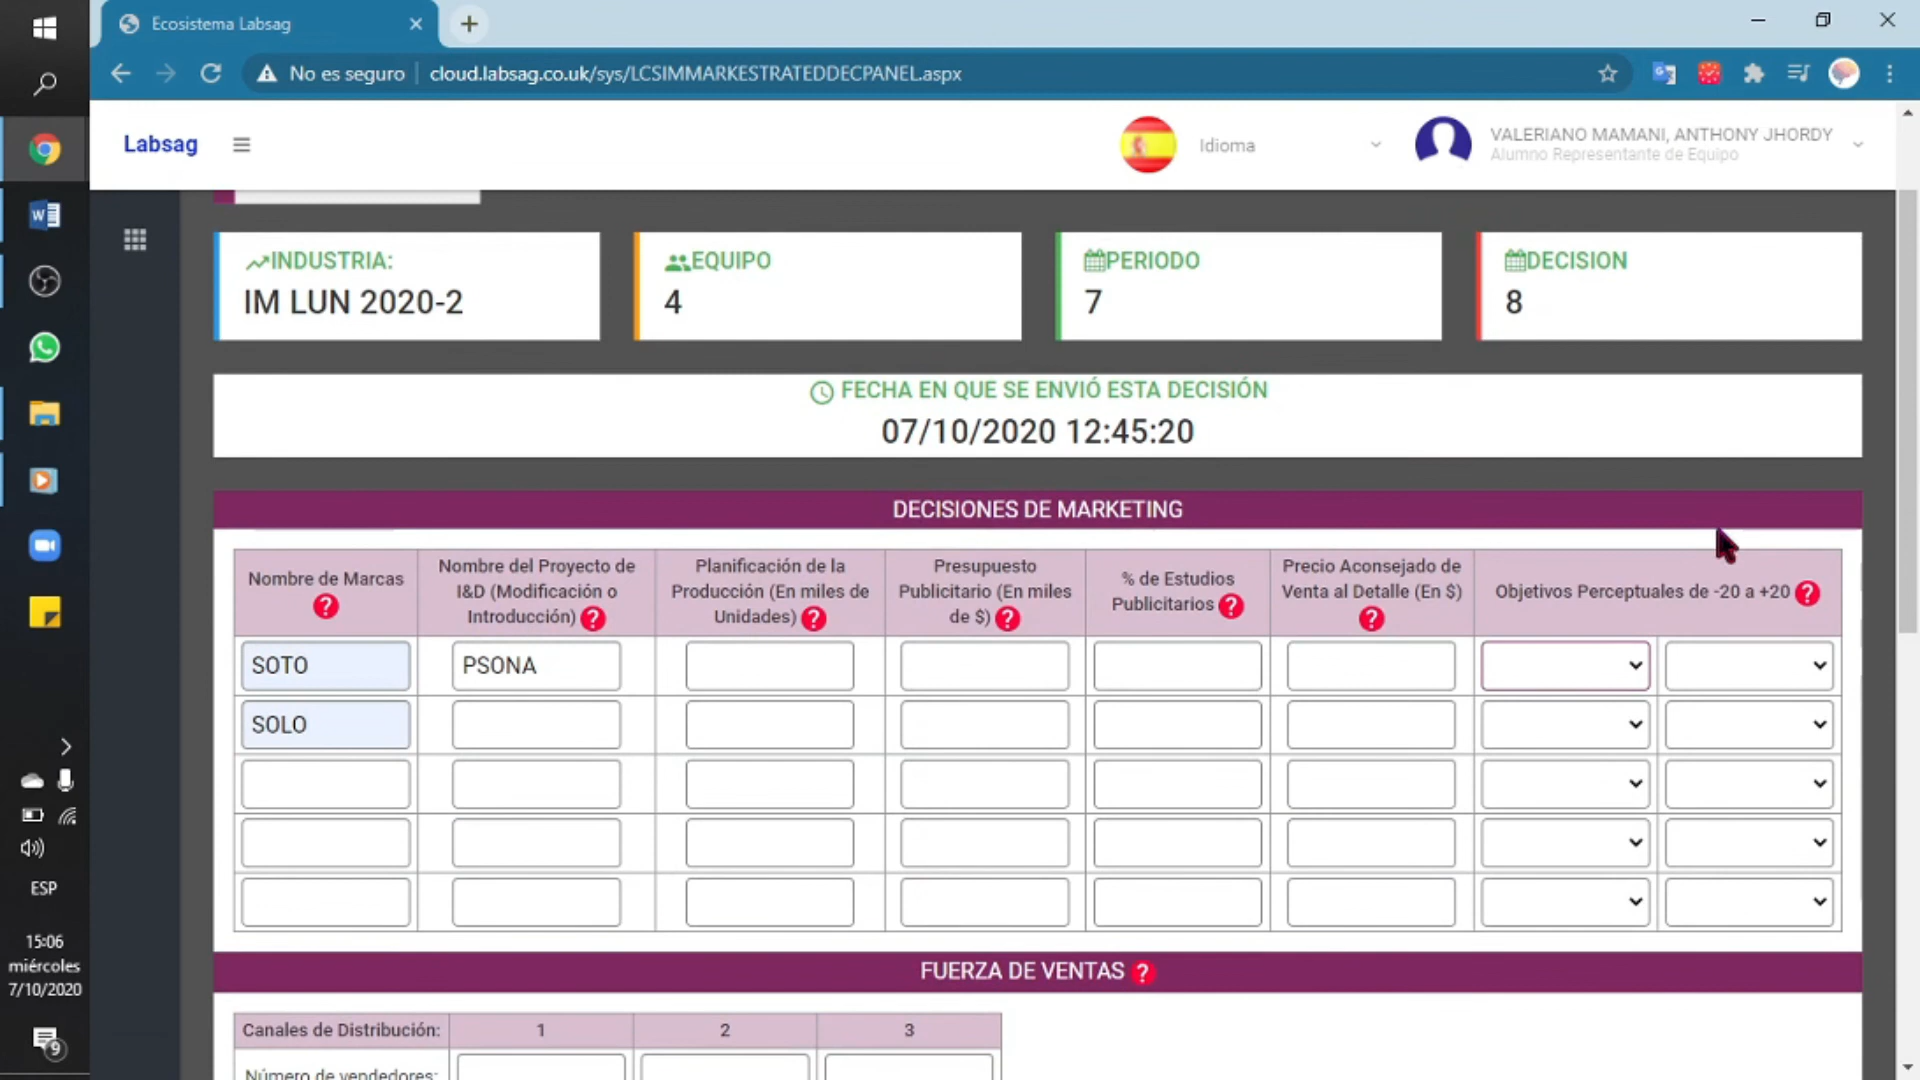 Ecosistema Labsag
No es seguro
cloud.labsag.co.uk/sys/LCSIMMARKESTRATEDDECPANEL.aspx
Labsag
Idioma
VALERIANO MAMANI, ANTHONY JHORDY
Alumno Representante de Equipo
INDUSTRIA:
IM LUN 2020-2
EQUIPO
4
PERIODO
7
DECISION
8
FECHA EN QUE SE ENVIÓ ESTA DECISIÓN
07/10/2020 12:45:20
DECISIONES DE MARKETING
Nombre de Marcas ?
Nombre del Proyecto de
I&D (Modificación o
Introducción) ?
Planificación de la
Producción (En miles de
Unidades) ?
Presupuesto
Publicitario (En miles
de $) ?
% de Estudios
Publicitarios ?
Precio Aconsejado de
Venta al Detalle (En $)
?
Objetivos Perceptuales de -20 a +20 ?
SOTO
PSONA
SOLO
FUERZA DE VENTAS ?
Canales de Distribución: 1 2 3
Número de vendedores:
ESP
15:06
miércoles
7/10/2020
9